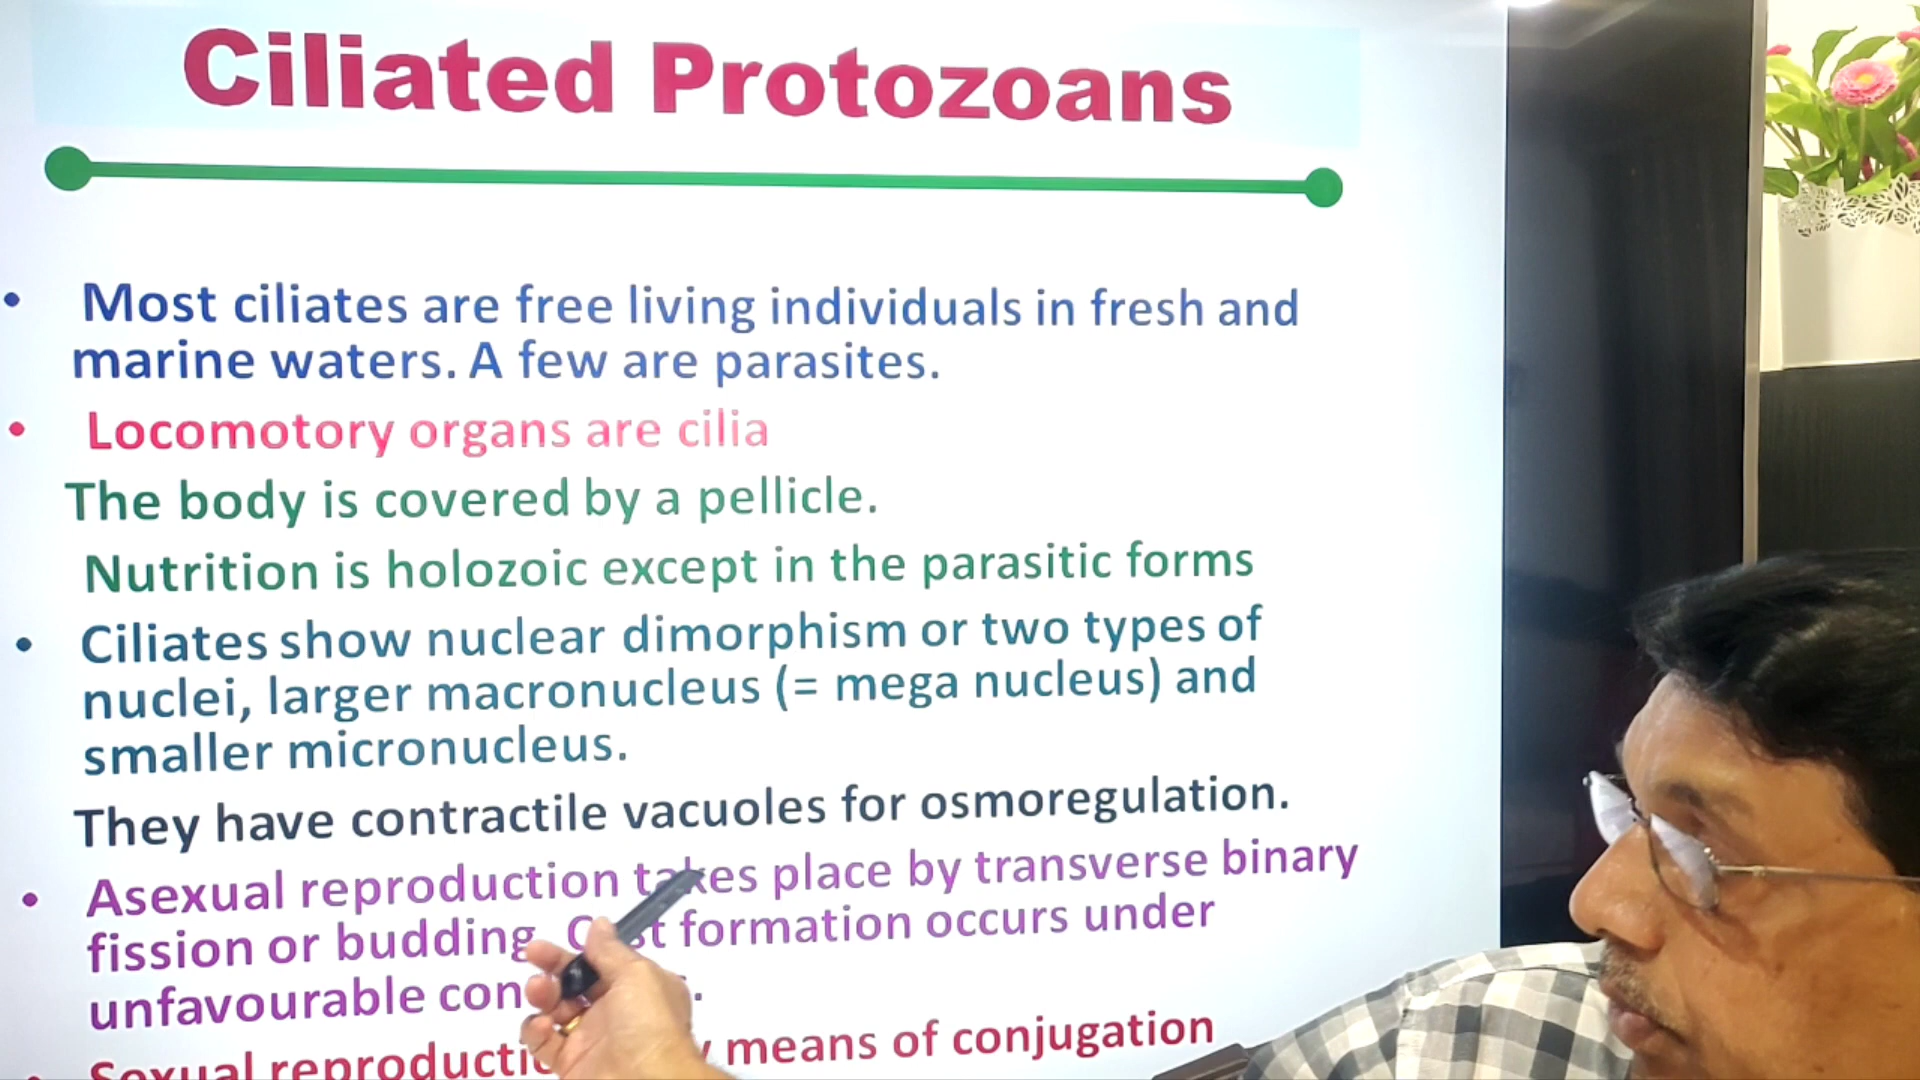 Ciliated Protozoans
• Most ciliates are free living individuals in fresh and
marine waters. A few are parasites.
• Locomotory organs are cilia
The body is covered by a pellicle.
Nutrition is holozoic except in the parasitic forms
• Ciliates show nuclear dimorphism or two types of
nuclei, larger macronucleus (= mega nucleus) and
smaller micronucleus.
They have contractile vacuoles for osmoregulation.
• Asexual reproduction takes place by transverse binary
fission or budding. formation occurs under
unfavourable
• Sexual means of conjugation